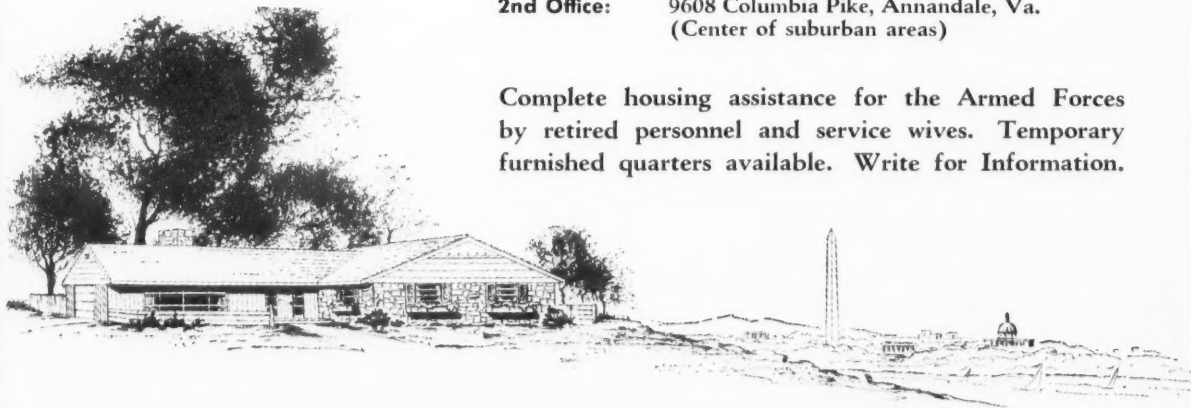 2nd Office: 9608 Columbia Pike, Annandale, Va.
(Center of suburban areas)
Complete housing assistance for the Armed Forces
by retired personnel and service wives. Temporary
furnished quarters available. Write for Information.